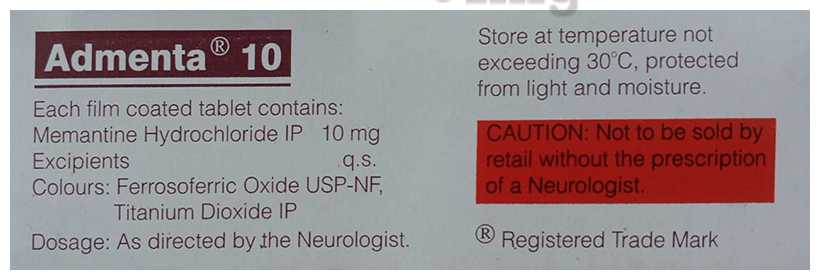 Admenta® 10
Each film coated tablet contains:
Memantine Hydrochloride IP 10 mg
Excipients q.s.
Colours: Ferrosoferric Oxide USP-NF,
Titanium Dioxide IP
Dosage: As directed by the Neurologist.
Store at temperature not
exceeding 30°C, protected
from light and moisture.
CAUTION: Not to be sold by
retail without the prescription
of a Neurologist.
® Registered Trade Mark